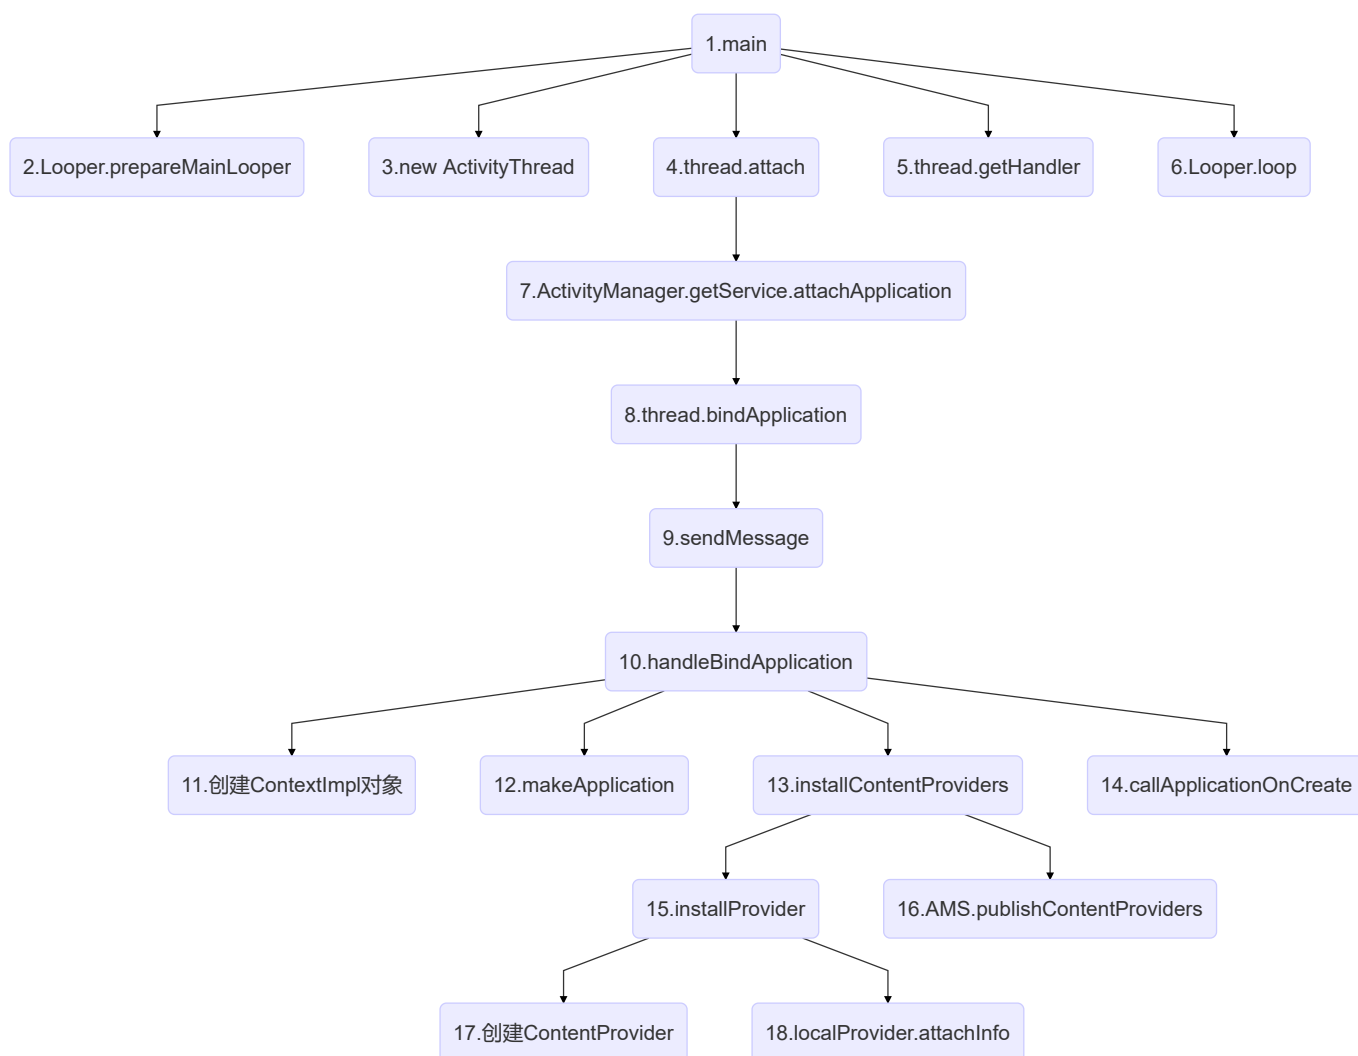 1.main
2.Looper.prepareMainLooper
3.new ActivityThread
4.thread.attach
5.thread.getHandler
6.Looper.loop
7.ActivityManager.getService.attachApplication
8.thread.bindApplication
9.sendMessage
10.handleBindApplication
11.创建ContextImpl对象
12.makeApplication
13.installContentProviders
14.callApplicationOnCreate
15.installProvider
16.AMS.publishContentProviders
17.创建ContentProvider
18.localProvider.attachInfo